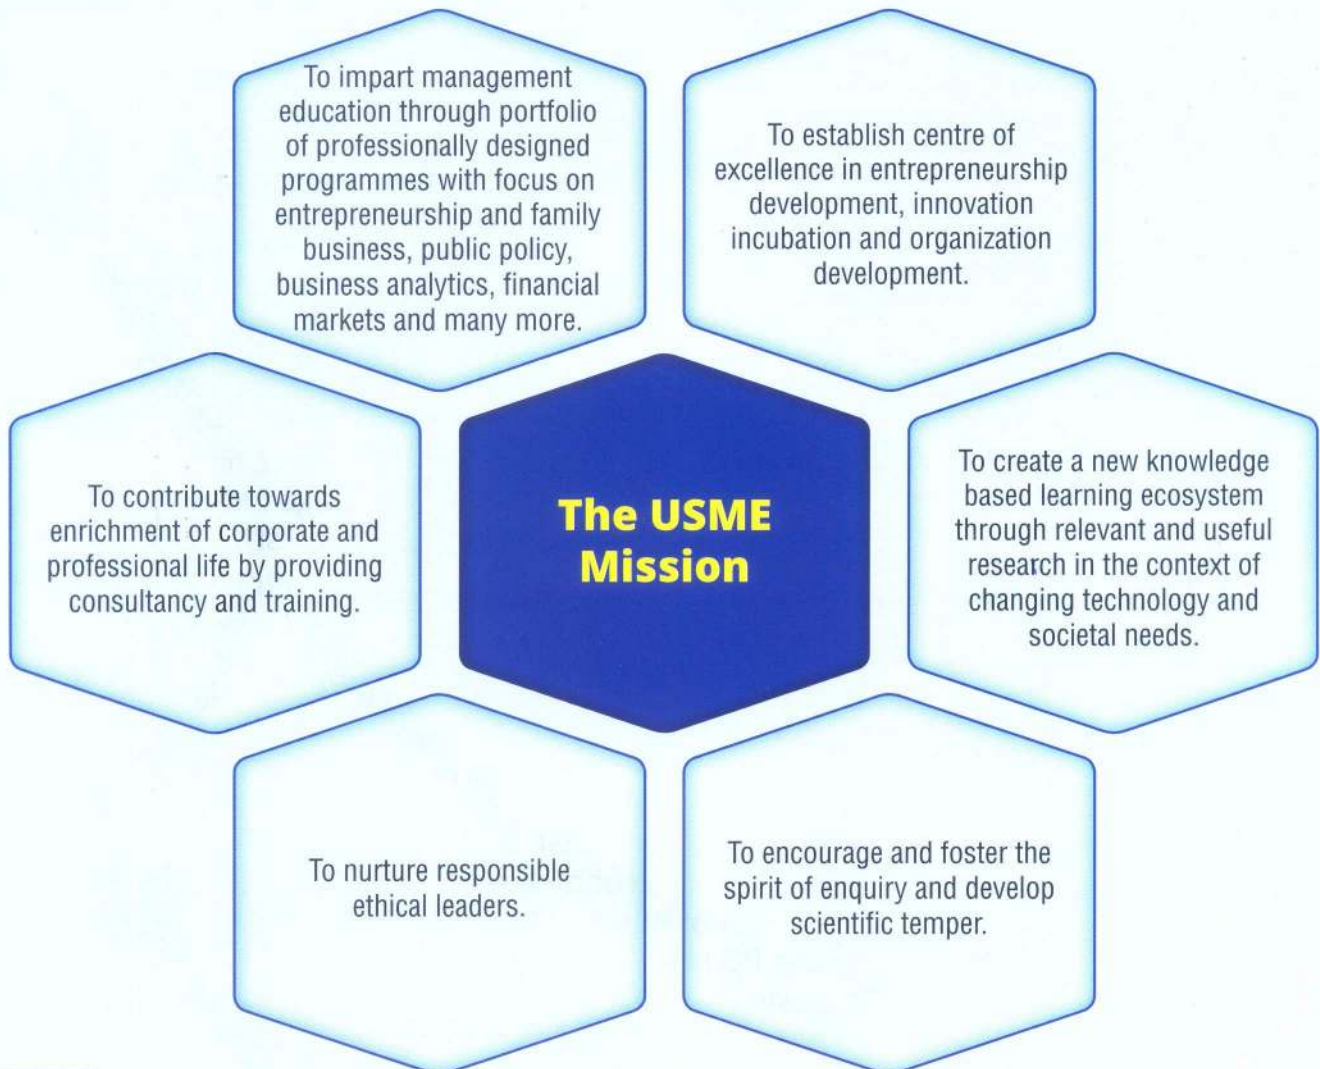 To impart management
education through portfolio
of professionally designed
programmes with focus on
entrepreneurship and family
business, public policy,
business analytics, financial
markets and many more.
To establish centre of
excellence in entrepreneurship
development, innovation
incubation and organization
development.
To contribute towards
enrichment of corporate and
professional life by providing
consultancy and training.
The USME
Mission
To create a new knowledge
based learning ecosystem
through relevant and useful
research in the context of
changing technology and
societal needs.
To nurture responsible
ethical leaders.
To encourage and foster the
spirit of enquiry and develop
scientific temper.